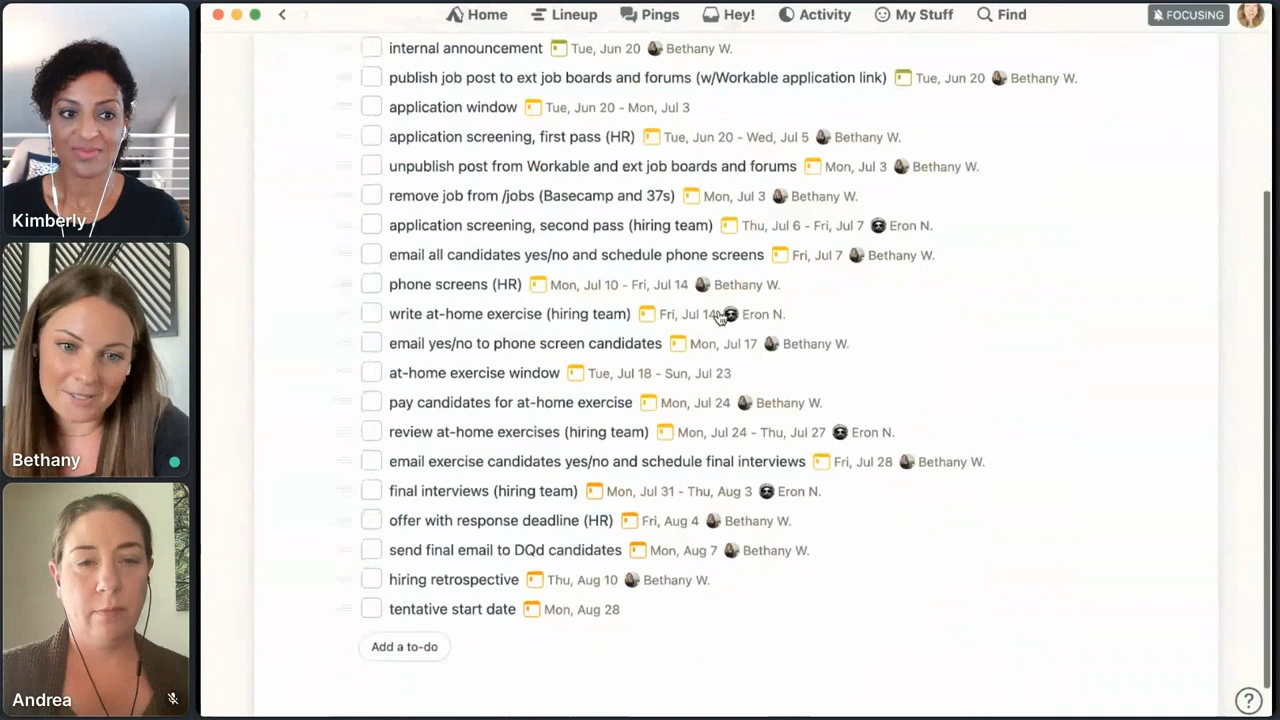 Home Lineup Pings Hey! Activity My Stuff Find FOCUSING
internal announcement Tue, Jun 20 Bethany W.
publish job post to ext job boards and forums (w/Workable application link) Tue, Jun 20 Bethany W.
application window Tue, Jun 20 - Mon, Jul 3
application screening, first pass (HR) Tue, Jun 20 - Wed, Jul 5 Bethany W.
unpublish post from Workable and ext job boards and forums Mon, Jul 3 Bethany W.
remove job from /jobs (Basecamp and 37s) Mon, Jul 3 Bethany W.
application screening, second pass (hiring team) Thu, Jul 6 - Fri, Jul 7 Eron N.
email all candidates yes/no and schedule phone screens Fri, Jul 7 Bethany W.
phone screens (HR) Mon, Jul 10 - Fri, Jul 14 Bethany W.
write at-home exercise (hiring team) Fri, Jul 14 Eron N.
email yes/no to phone screen candidates Mon, Jul 17 Bethany W.
at-home exercise window Tue, Jul 18 - Sun, Jul 23
pay candidates for at-home exercise Mon, Jul 24 Bethany W.
review at-home exercises (hiring team) Mon, Jul 24 - Thu, Jul 27 Eron N.
email exercise candidates yes/no and schedule final interviews Fri, Jul 28 Bethany W.
final interviews (hiring team) Mon, Jul 31 - Thu, Aug 3 Eron N.
offer with response deadline (HR) Fri, Aug 4 Bethany W.
send final email to DQd candidates Mon, Aug 7 Bethany W.
hiring retrospective Thu, Aug 10 Bethany W.
tentative start date Mon, Aug 28
Add a to-do
?
Kimberly
Bethany
Andrea